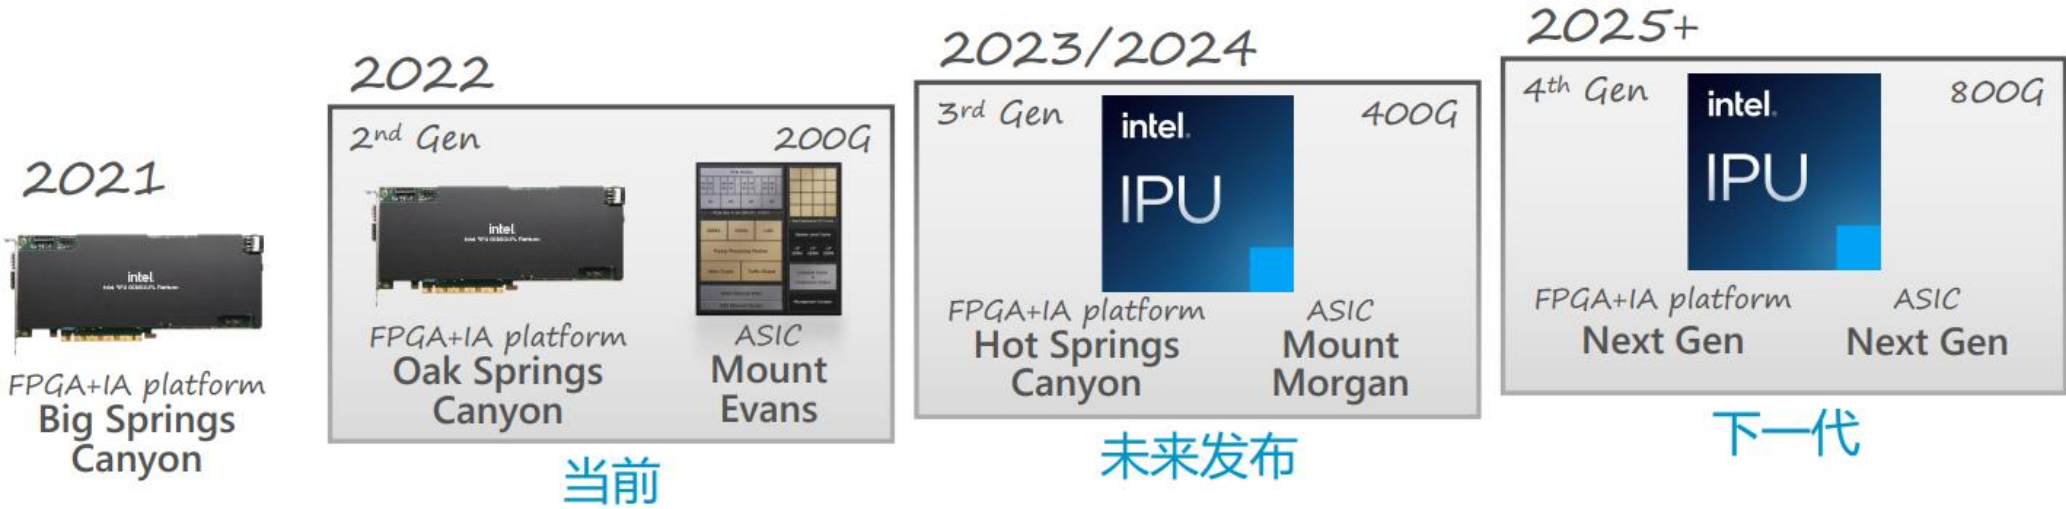 2021
intel
FPGA+IA platform
Big Springs
Canyon
2022
2nd Gen
200G
intel
FPGA+IA platform
Oak Springs
Canyon
ASIC
Mount
Evans
当前
2023/2024
3rd Gen
400G
intel.
IPU
FPGA+IA platform
Hot Springs
Canyon
ASIC
Mount
Morgan
未来发布
2025+
4th Gen
800G
intel.
IPU
FPGA+IA platform
Next Gen
ASIC
Next Gen
下一代